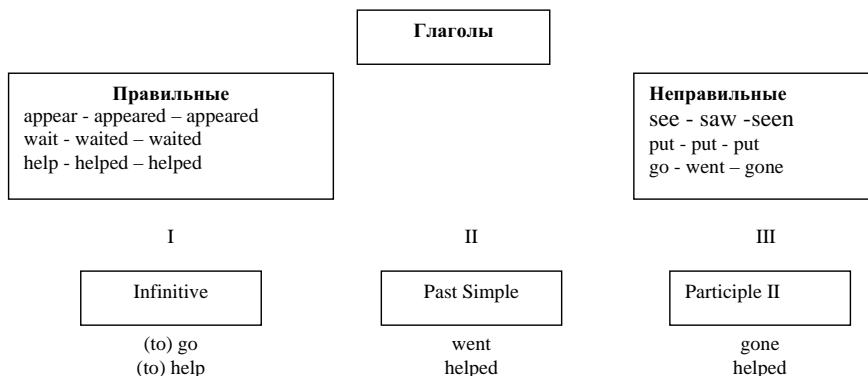 Глаголы
Правильные
appear - appeared – appeared
wait - waited – waited
help - helped – helped
Неправильные
see - saw -seen
put - put - put
go - went – gone
I II III
Infinitive Past Simple Participle II
(to) go went gone
(to) help helped helped